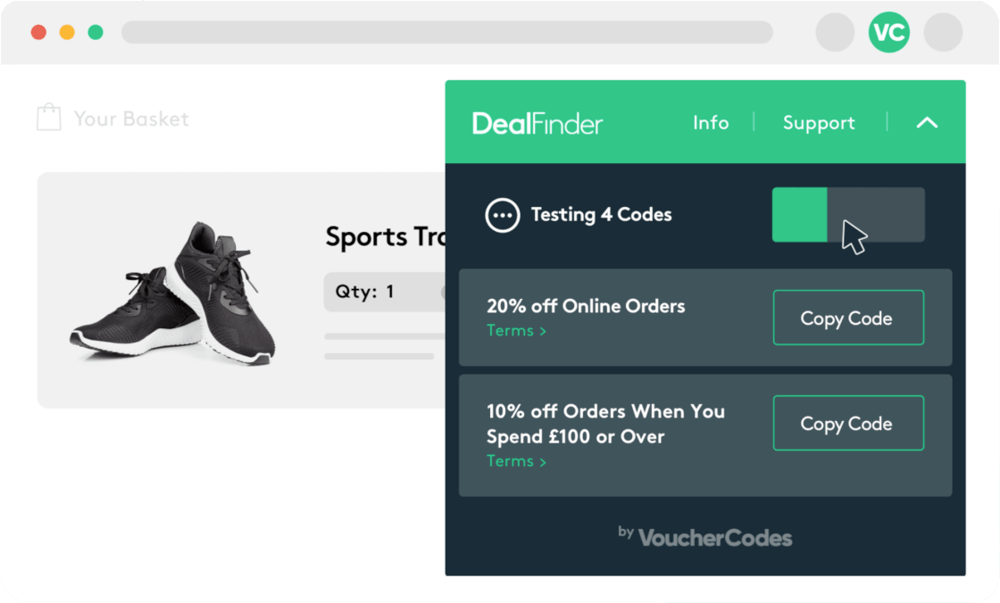 VC
Your Basket
DealFinder
Info
Support
Testing 4 Codes
Sports Tr
Qty: 1
20% off Online Orders
Terms >
Copy Code
10% off Orders When You
Spend £100 or Over
Terms >
Copy Code
by VoucherCodes